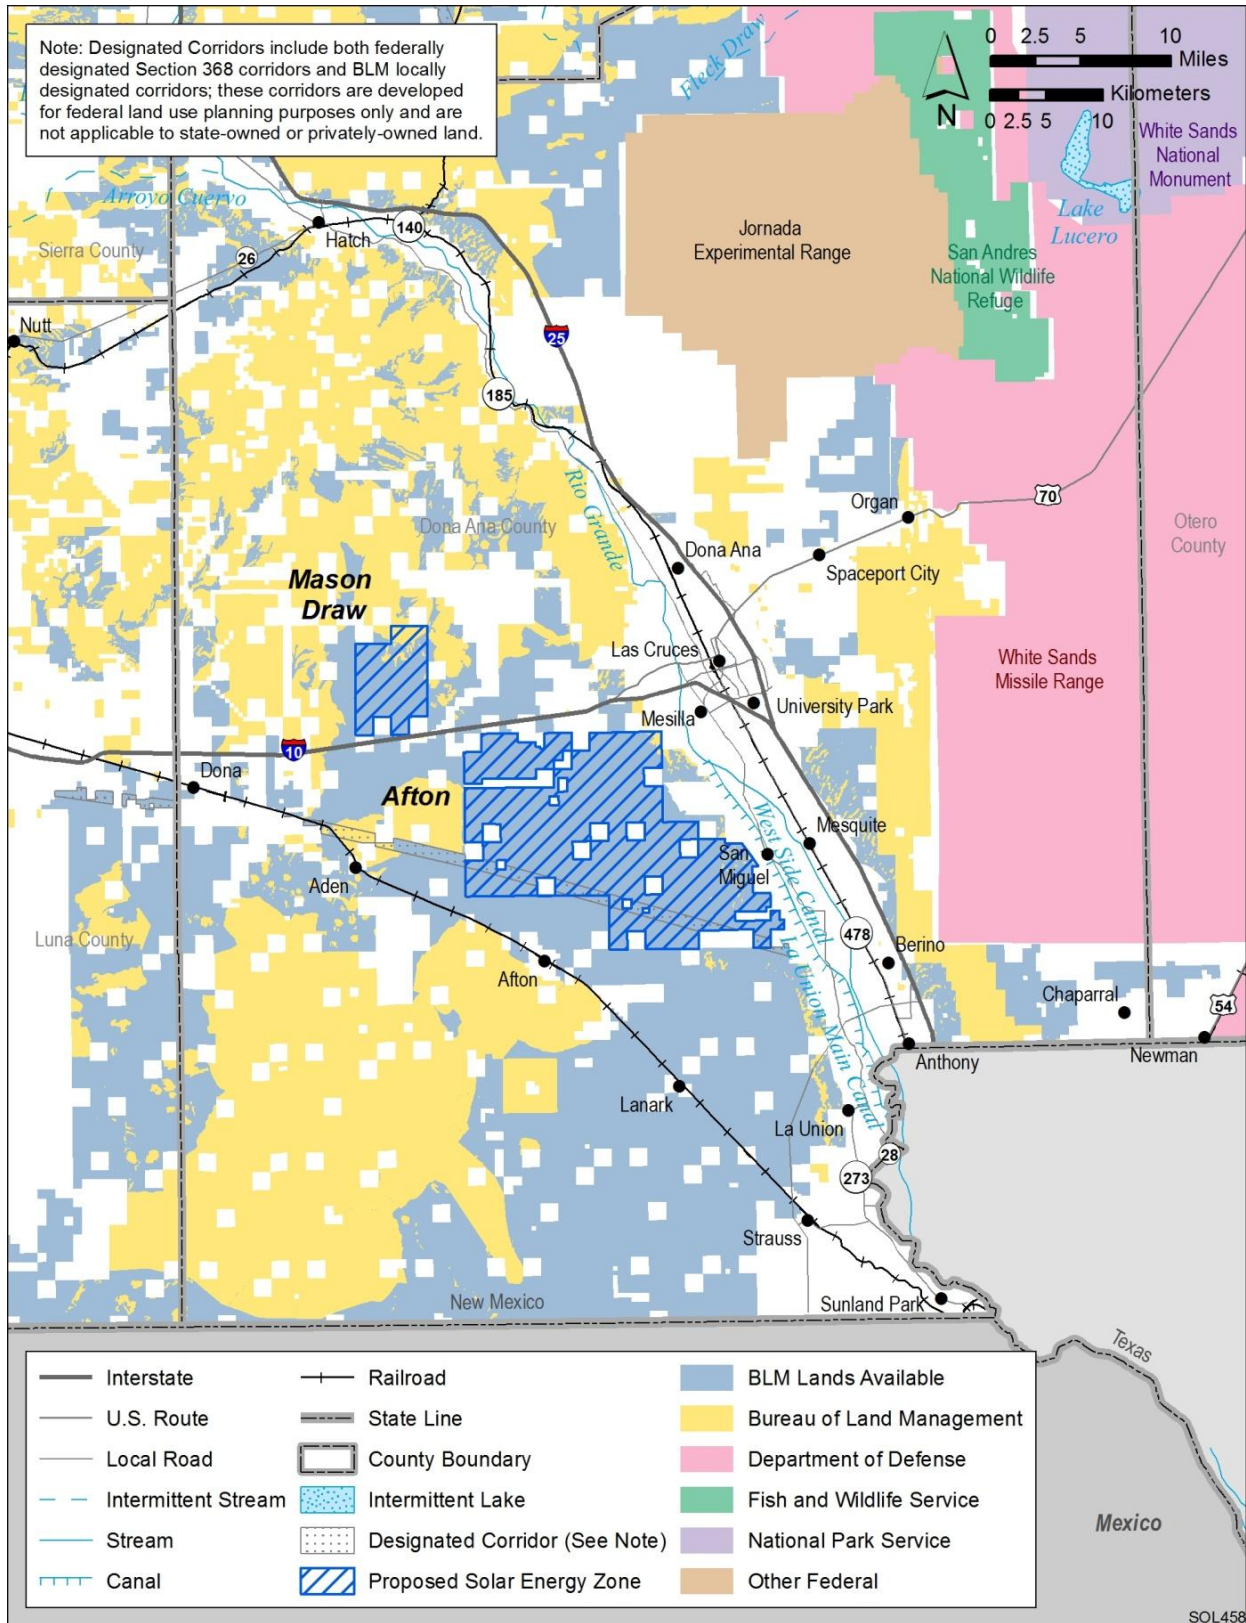 Note: Designated Corridors include both federally
designated Section 368 corridors and BLM locally
designated corridors; these corridors are developed
for federal land use planning purposes only and are
not applicable to state-owned or privately-owned land.
Fleck Draw
0 2.5 5 10
Miles
Kilometers
0 2.5 5 10
N
White Sands
National
Monument
Lake
Lucero
Arroyo Cuervo
Sierra County
Hatch
140
26
Nutt
25
185
Jornada
Experimental Range
San Andres
National Wildlife
Refuge
70
Otero
County
Organ
Spaceport City
Rio Grande
Dona Ana County
Dona Ana
Mason
Draw
Las Cruces
University Park
Mesilla
White Sands
Missile Range
10
Dona
Afton
Aden
West Side Canal
Mesquite
San
Miguel
Luna County
478
Berino
Afton
La Union Main Canal
Chaparral
54
Newman
Anthony
Lanark
La Union
28
273
Strauss
Sunland Park
New Mexico
Texas
Mexico
Interstate
U.S. Route
Local Road
Intermittent Stream
Stream
Canal
Railroad
State Line
County Boundary
Intermittent Lake
Designated Corridor (See Note)
Proposed Solar Energy Zone
BLM Lands Available
Bureau of Land Management
Department of Defense
Fish and Wildlife Service
National Park Service
Other Federal
SOL458